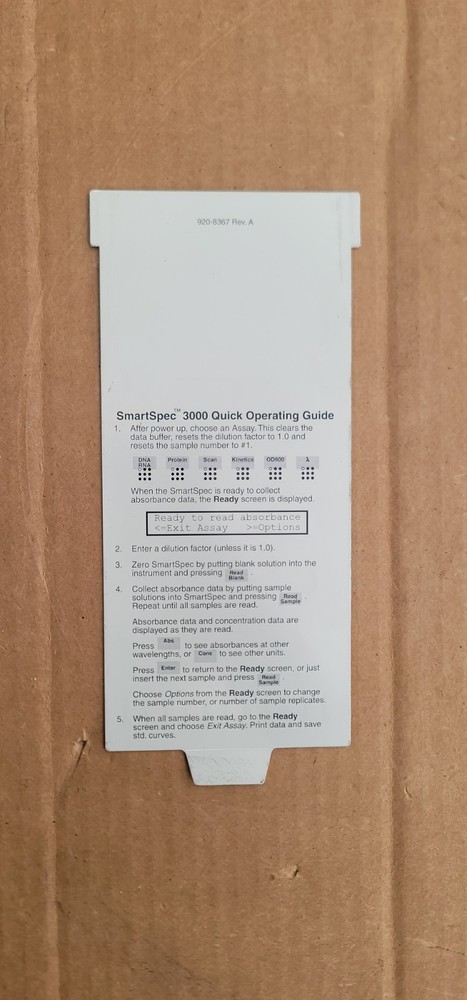 920-8367 Rev. A
SmartSpec™ 3000 Quick Operating Guide
1. After power up, choose an Assay. This clears the
data buffer, resets the dilution factor to 1.0 and
resets the sample number to #1.
DNA RNA Protein Scan Kinetics OD600 λ
When the SmartSpec is ready to collect
absorbance data, the Ready screen is displayed.
Ready to read absorbance
<=Exit Assay >=Options
2. Enter a dilution factor (unless it is 1.0).
3. Zero SmartSpec by putting blank solution into the
instrument and pressing Read Blank .
4. Collect absorbance data by putting sample
solutions into SmartSpec and pressing Read Sample .
Repeat until all samples are read.
Absorbance data and concentration data are
displayed as they are read.
Press Abs to see absorbances at other
wavelengths, or Conc to see other units.
Press Enter to return to the Ready screen, or just
insert the next sample and press Read Sample .
Choose Options from the Ready screen to change
the sample number, or number of sample replicates.
5. When all samples are read, go to the Ready
screen and choose Exit Assay. Print data and save
std. curves.